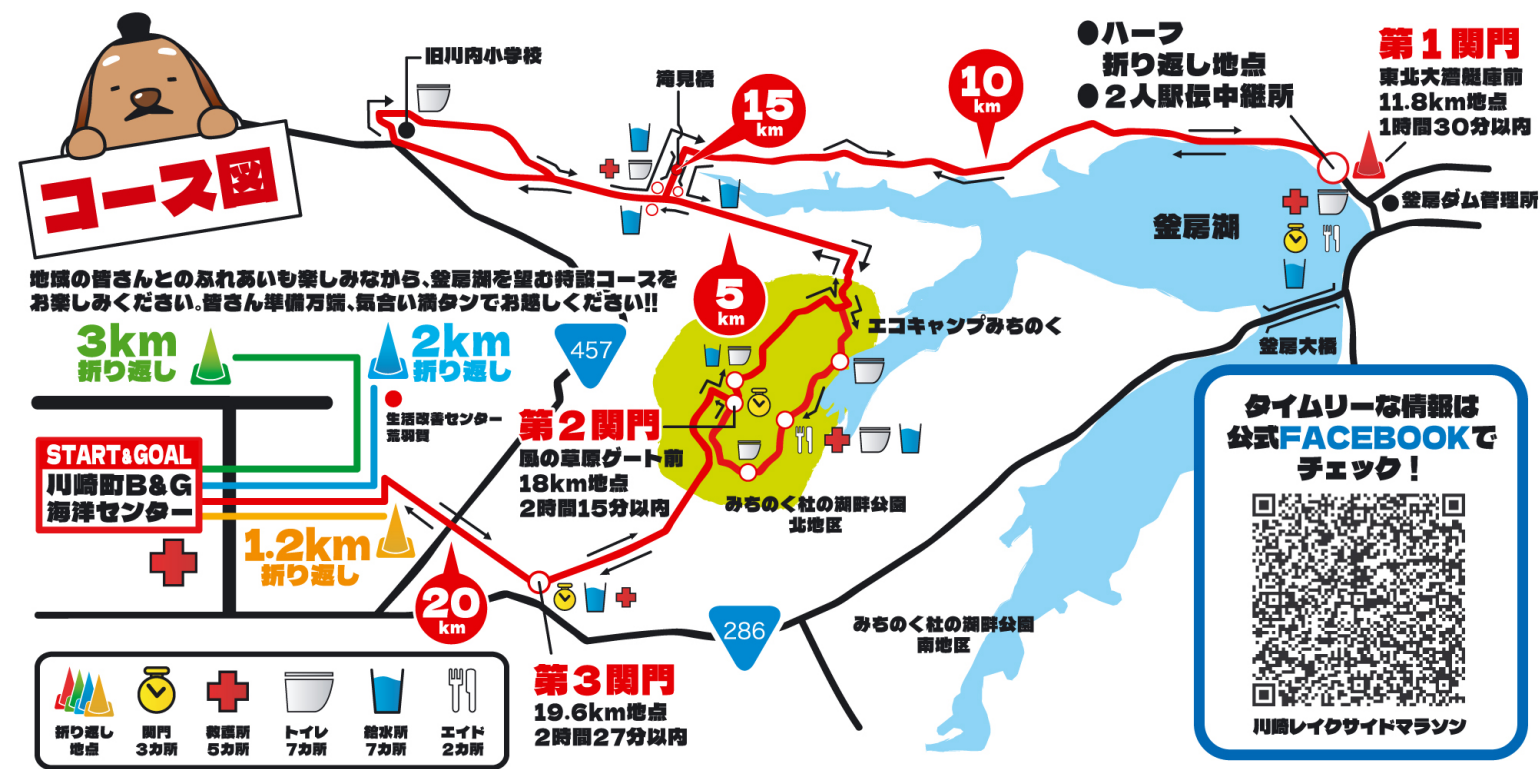 コース図
旧川内小学校
滝見橋
15
km
10
km
●ハーフ
折り返し地点
●2人駅伝中継所
第1関門
東北大漕艇庫前
11.8km地点
1時間30分以内
釜房ダム管理所
釜房湖
地域の皆さんとのふれあいも楽しみながら、釜房湖を望む特設コースを
お楽しみください。皆さん準備万端、気合い満タンでお越しください!!
5
km
エコキャンプみちのく
釜房大橋
3km
折り返し
2km
折り返し
457
生活改善センター
荒羽賀
START&GOAL
川崎町B&G
海洋センター
1.2km
折り返し
第2関門
風の草原ゲート前
18km地点
2時間15分以内
みちのく杜の湖畔公園
北地区
20
km
286
みちのく杜の湖畔公園
南地区
第3関門
19.6km地点
2時間27分以内
折り返し
地点
関門
3カ所
救護所
5カ所
トイレ
7カ所
給水所
7カ所
エイド
2カ所
タイムリーな情報は
公式FACEBOOKで
チェック!
川崎レイクサイドマラソン